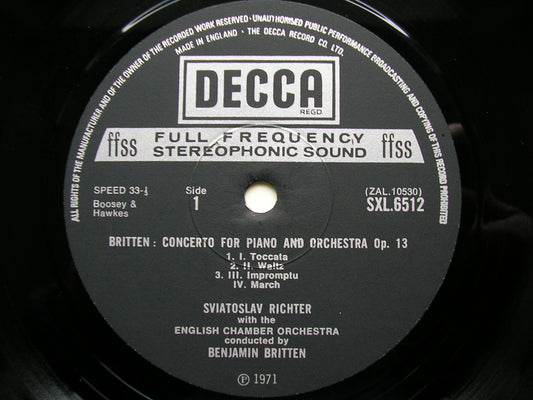 ALL RIGHTS OF THE MANUFACTURER AND OF THE OWNER OF THE RECORDED WORK RESERVED · UNAUTHORISED PUBLIC PERFORMANCE BROADCASTING AND COPYING OF THIS RECORD PROHIBITED
MADE IN ENGLAND · THE DECCA RECORD CO. LTD.
DECCA
REGD.
ffss FULL FREQUENCY STEREOPHONIC SOUND ffss
SPEED 33-⅓
Boosey &
Hawkes
Side
1
(ZAL.10530)
SXL.6512
BRITTEN: CONCERTO FOR PIANO AND ORCHESTRA Op. 13
1. I. Toccata
2. II. Waltz
3. III. Impromptu
IV. March
SVIATOSLAV RICHTER
with the
ENGLISH CHAMBER ORCHESTRA
conducted by
BENJAMIN BRITTEN
Ⓟ 1971